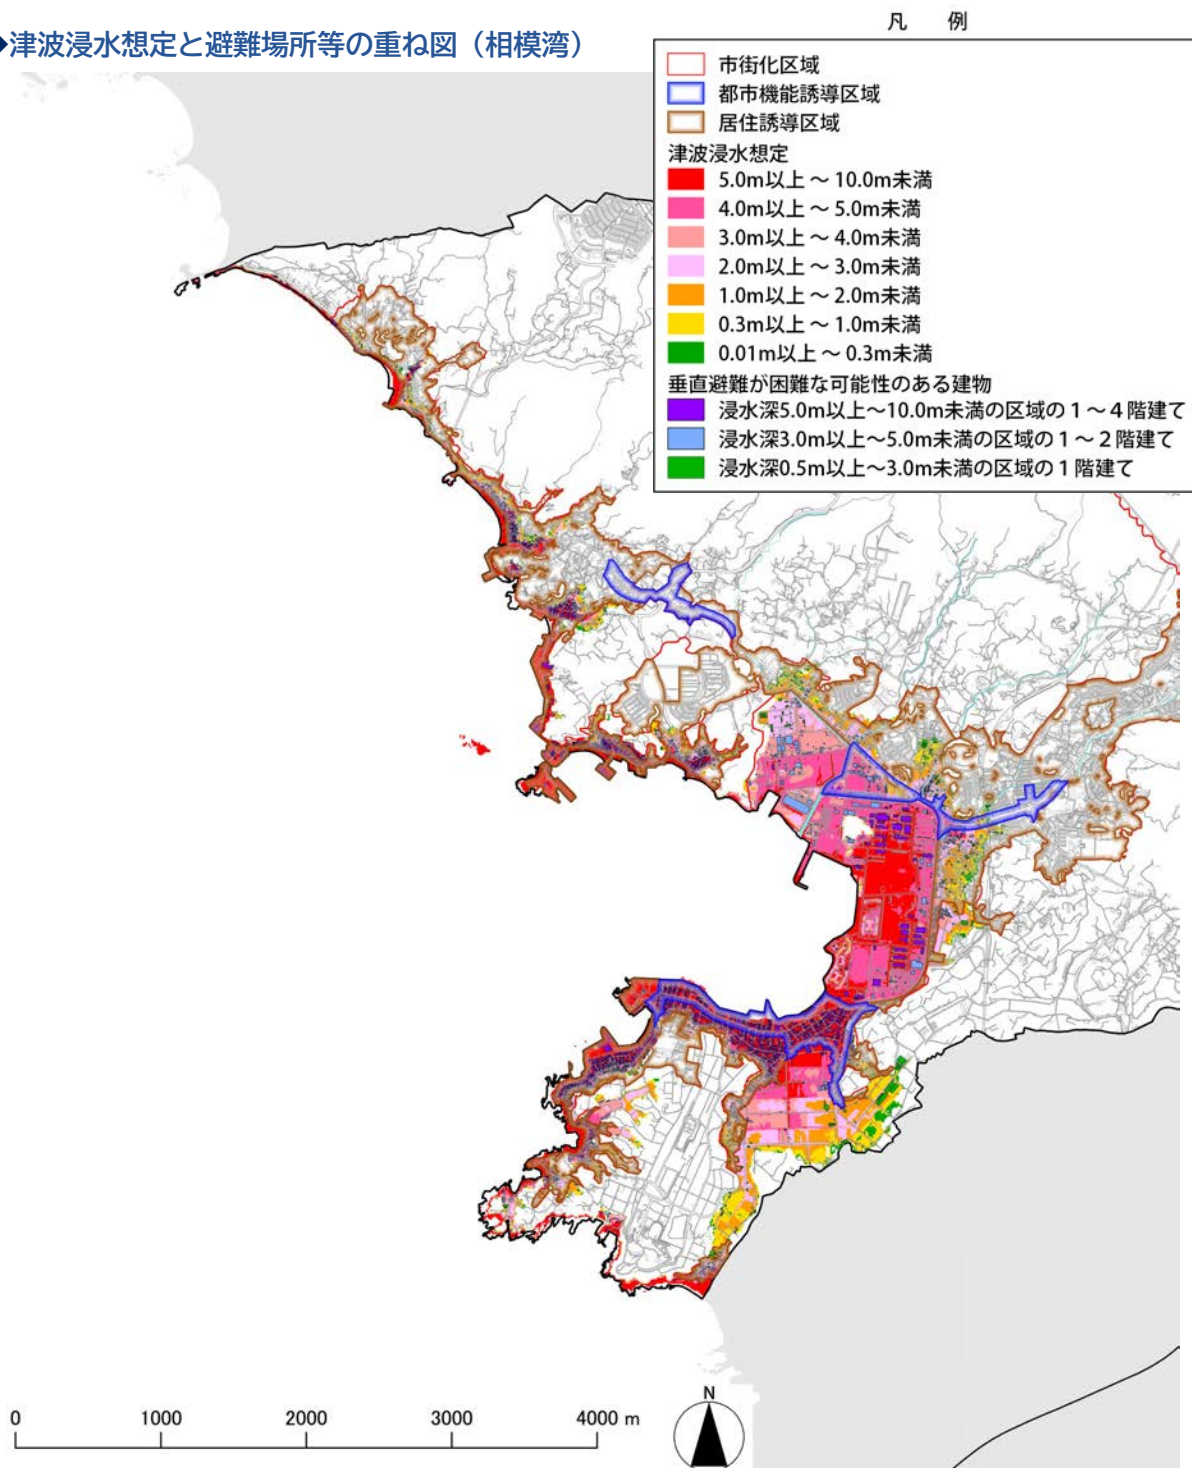 ◆津波浸水想定と避難場所等の重ね図（相模湾）
凡　例
市街化区域
都市機能誘導区域
居住誘導区域
津波浸水想定
5.0m以上～10.0m未満
4.0m以上～5.0m未満
3.0m以上～4.0m未満
2.0m以上～3.0m未満
1.0m以上～2.0m未満
0.3m以上～1.0m未満
0.01m以上～0.3m未満
垂直避難が困難な可能性のある建物
浸水深5.0m以上～10.0m未満の区域の１～４階建て
浸水深3.0m以上～5.0m未満の区域の１～２階建て
浸水深0.5m以上～3.0m未満の区域の１階建て
0 1000 2000 3000 4000 m
N